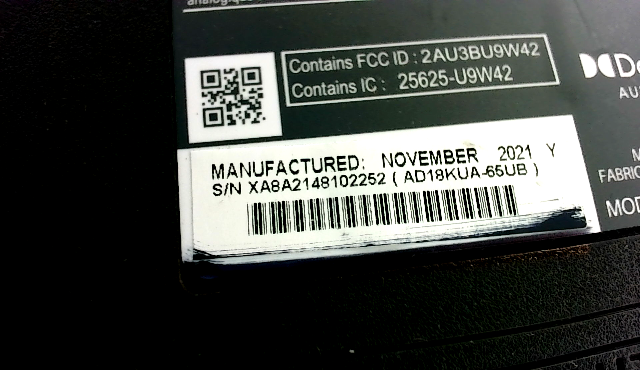 Contains FCC ID : 2AU3BU9W42
Contains IC : 25625-U9W42
MANUFACTURED: NOVEMBER 2021 Y
S/N XA8A2148102252 ( AD18KUA-65UB )